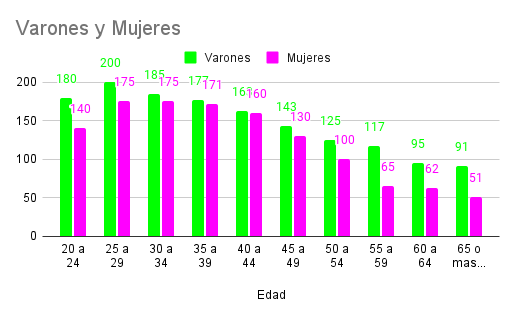 Varones y Mujeres
Varones Mujeres
180 200 185 177 143 125 117 95 91
140 175 175 171 160 130 100 65 62 51
200
150
100
50
0
20 a 25 a 30 a 35 a 40 a 45 a 50 a 55 a 60 a 65 o
24 29 34 39 44 49 54 59 64 mas...
Edad